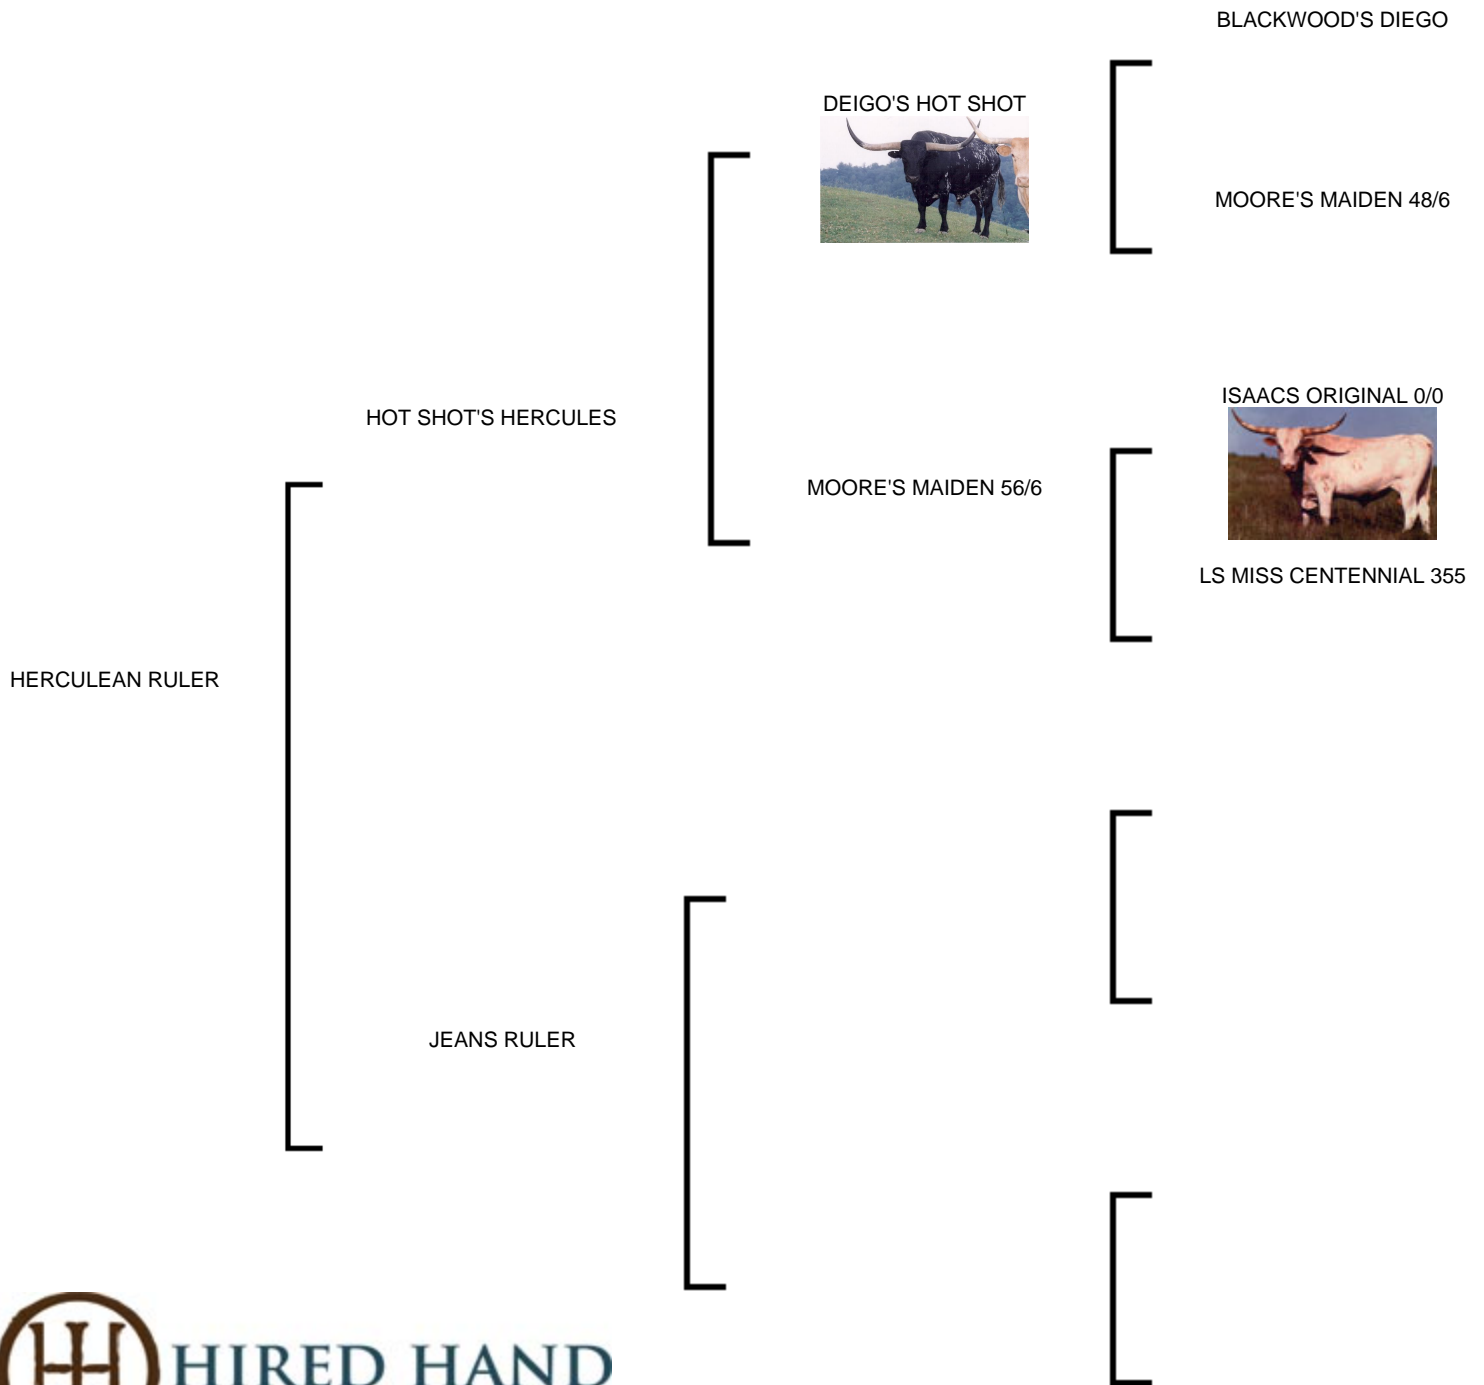 BLACKWOOD'S DIEGO
DEIGO'S HOT SHOT
MOORE'S MAIDEN 48/6
ISAACS ORIGINAL 0/0
HOT SHOT'S HERCULES
MOORE'S MAIDEN 56/6
LS MISS CENTENNIAL 355
HERCULEAN RULER
JEANS RULER
HIRED HAND